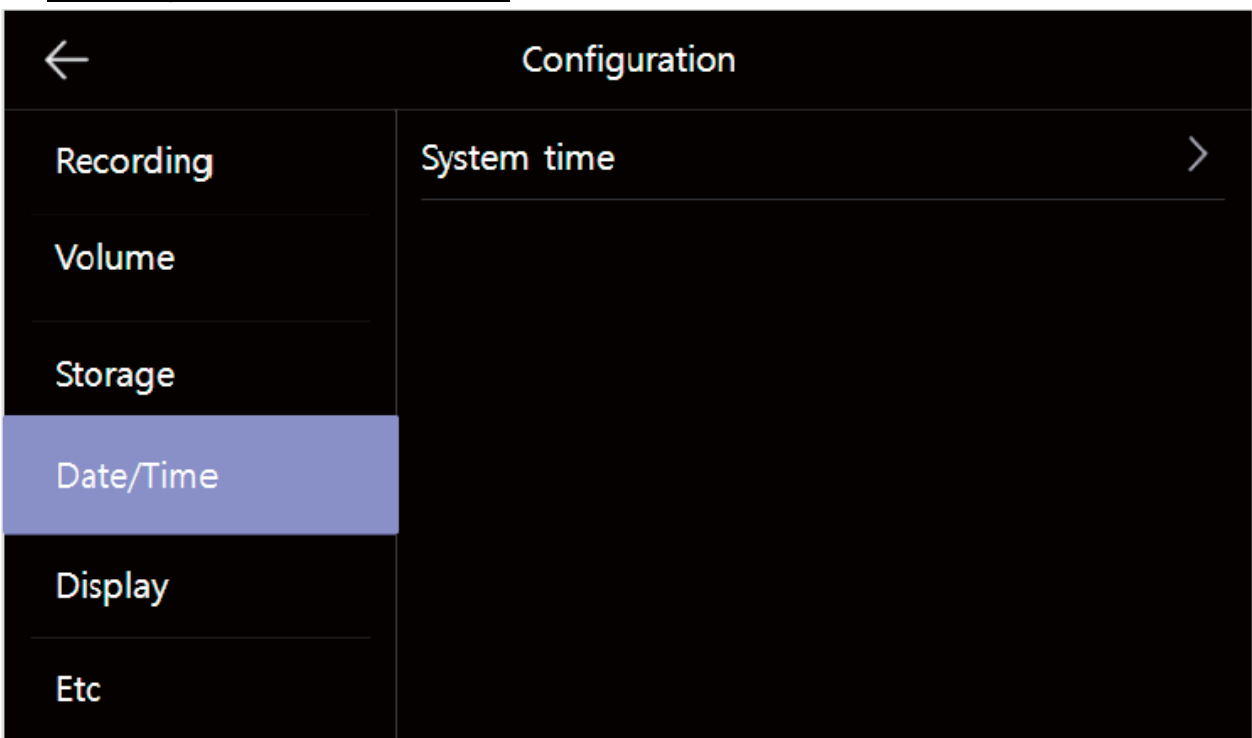 Configuration
Recording
System time
Volume
Storage
Date/Time
Display
Etc